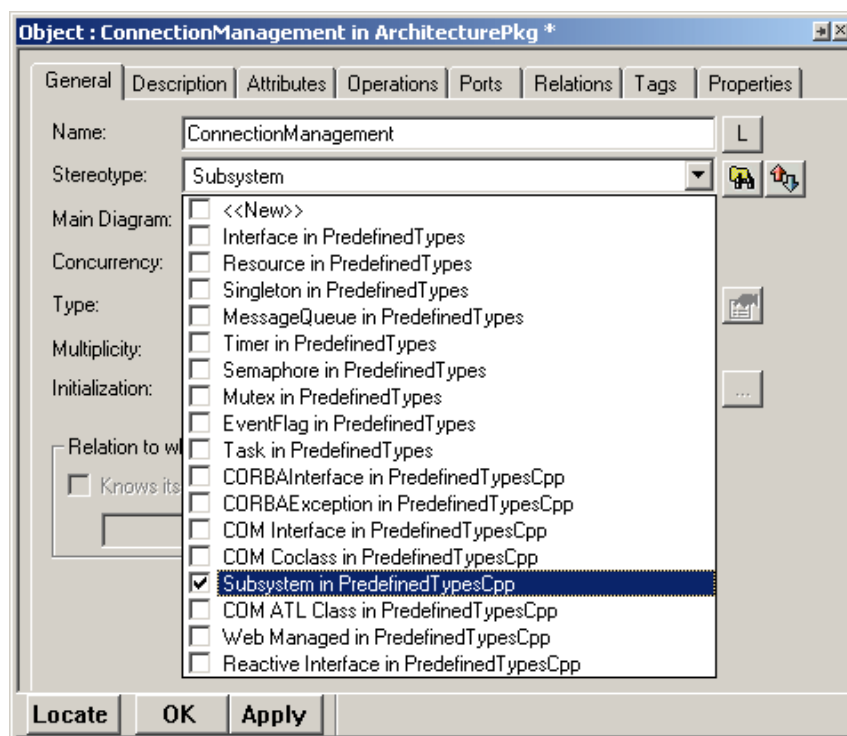 Object : ConnectionManagement in ArchitecturePkg *
General Description Attributes Operations Ports Relations Tags Properties
Name: ConnectionManagement L
Stereotype: Subsystem
Main Diagram:
<<New>>
Interface in PredefinedTypes
Concurrency:
Resource in PredefinedTypes
Singleton in PredefinedTypes
Type:
MessageQueue in PredefinedTypes
Timer in PredefinedTypes
Multiplicity:
Semaphore in PredefinedTypes
Initialization:
Mutex in PredefinedTypes
...
EventFlag in PredefinedTypes
Relation to w
Task in PredefinedTypes
CORBAInterface in PredefinedTypesCpp
Knows its
CORBAException in PredefinedTypesCpp
COM Interface in PredefinedTypesCpp
COM Coclass in PredefinedTypesCpp
Subsystem in PredefinedTypesCpp
COM ATL Class in PredefinedTypesCpp
Web Managed in PredefinedTypesCpp
Reactive Interface in PredefinedTypesCpp
Locate OK Apply